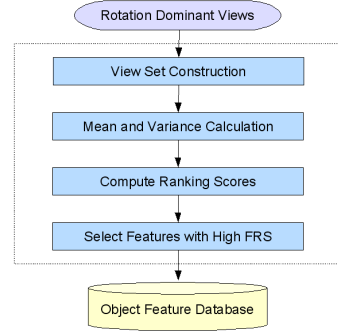 Rotation Dominant Views
View Set Construction
Mean and Variance Calculation
Compute Ranking Scores
Select Features with High FRS
Object Feature Database